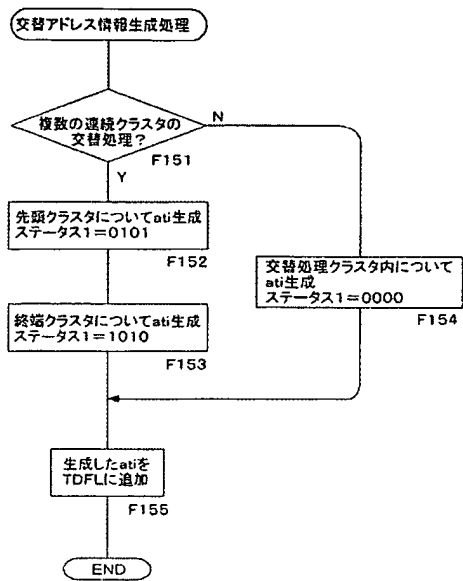 交替アドレス情報生成処理
複数の連続クラスタの
交替処理？
N
F151
Y
先頭クラスタについてati生成
ステータス1=0101
F152
交替処理クラスタ内について
ati生成
ステータス1=0000
F154
終端クラスタについてati生成
ステータス1=1010
F153
生成したatiを
TDFLに追加
F155
END